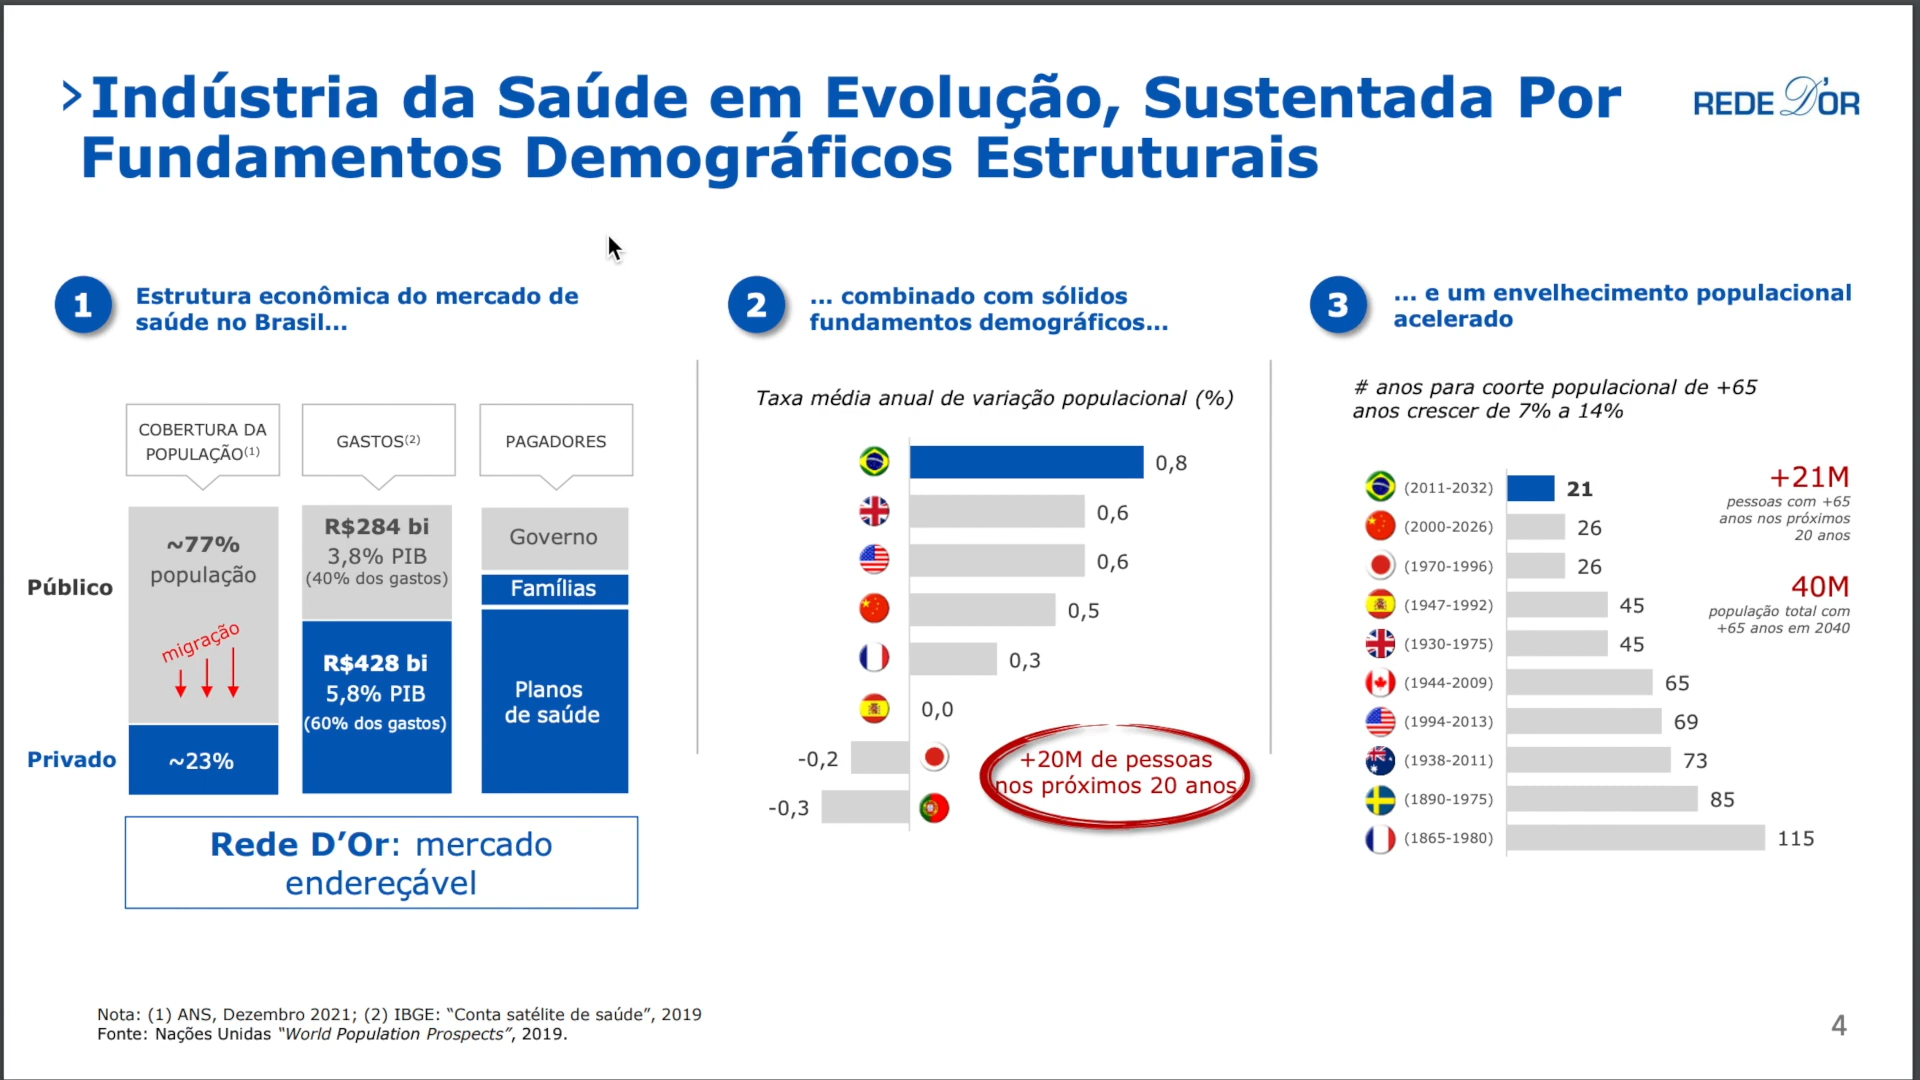 ›Indústria da Saúde em Evolução, Sustentada Por
Fundamentos Demográficos Estruturais
REDE D'OR
1
Estrutura econômica do mercado de
saúde no Brasil...
COBERTURA DA
POPULAÇÃO(1)
GASTOS(2)
PAGADORES
Público
~77%
população
migração
R$284 bi
3,8% PIB
(40% dos gastos)
Governo
Famílias
Privado
~23%
R$428 bi
5,8% PIB
(60% dos gastos)
Planos
de saúde
Rede D’Or: mercado
endereçável
2
... combinado com sólidos
fundamentos demográficos...
Taxa média anual de variação populacional (%)
0,8
0,6
0,6
0,5
0,3
0,0
-0,2
-0,3
+20M de pessoas
nos próximos 20 anos
3
... e um envelhecimento populacional
acelerado
# anos para coorte populacional de +65
anos crescer de 7% a 14%
(2011-2032) 21
(2000-2026) 26
(1970-1996) 26
(1947-1992) 45
(1930-1975) 45
(1944-2009) 65
(1994-2013) 69
(1938-2011) 73
(1890-1975) 85
(1865-1980) 115
+21M
pessoas com +65
anos nos próximos
20 anos
40M
população total com
+65 anos em 2040
Nota: (1) ANS, Dezembro 2021; (2) IBGE: “Conta satélite de saúde”, 2019
Fonte: Nações Unidas “World Population Prospects”, 2019.
4